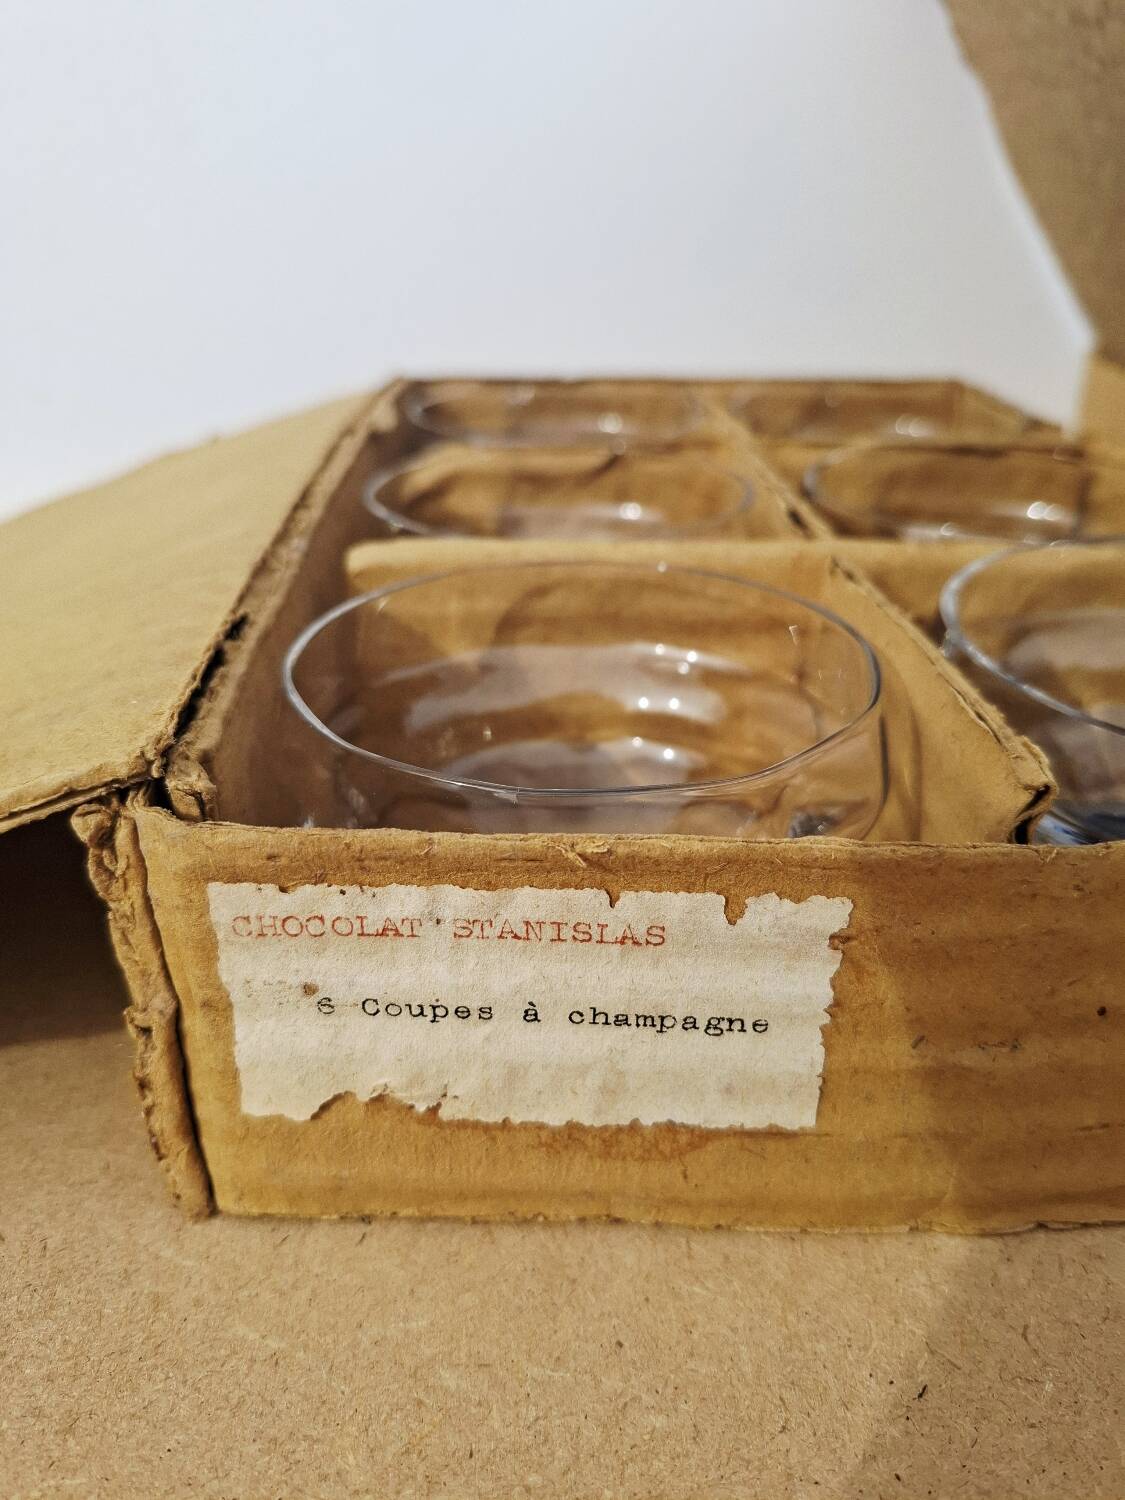 CHOCOLAT STANISLAS
6 Coupes à champagne